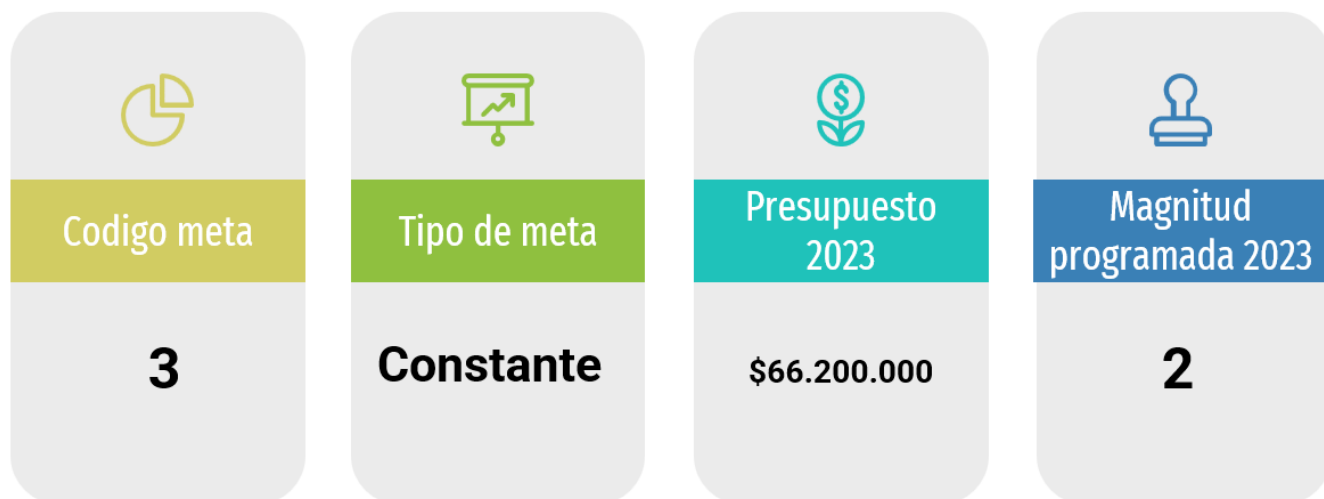 Codigo meta
3
Tipo de meta
Constante
Presupuesto
2023
$66.200.000
Magnitud
programada 2023
2